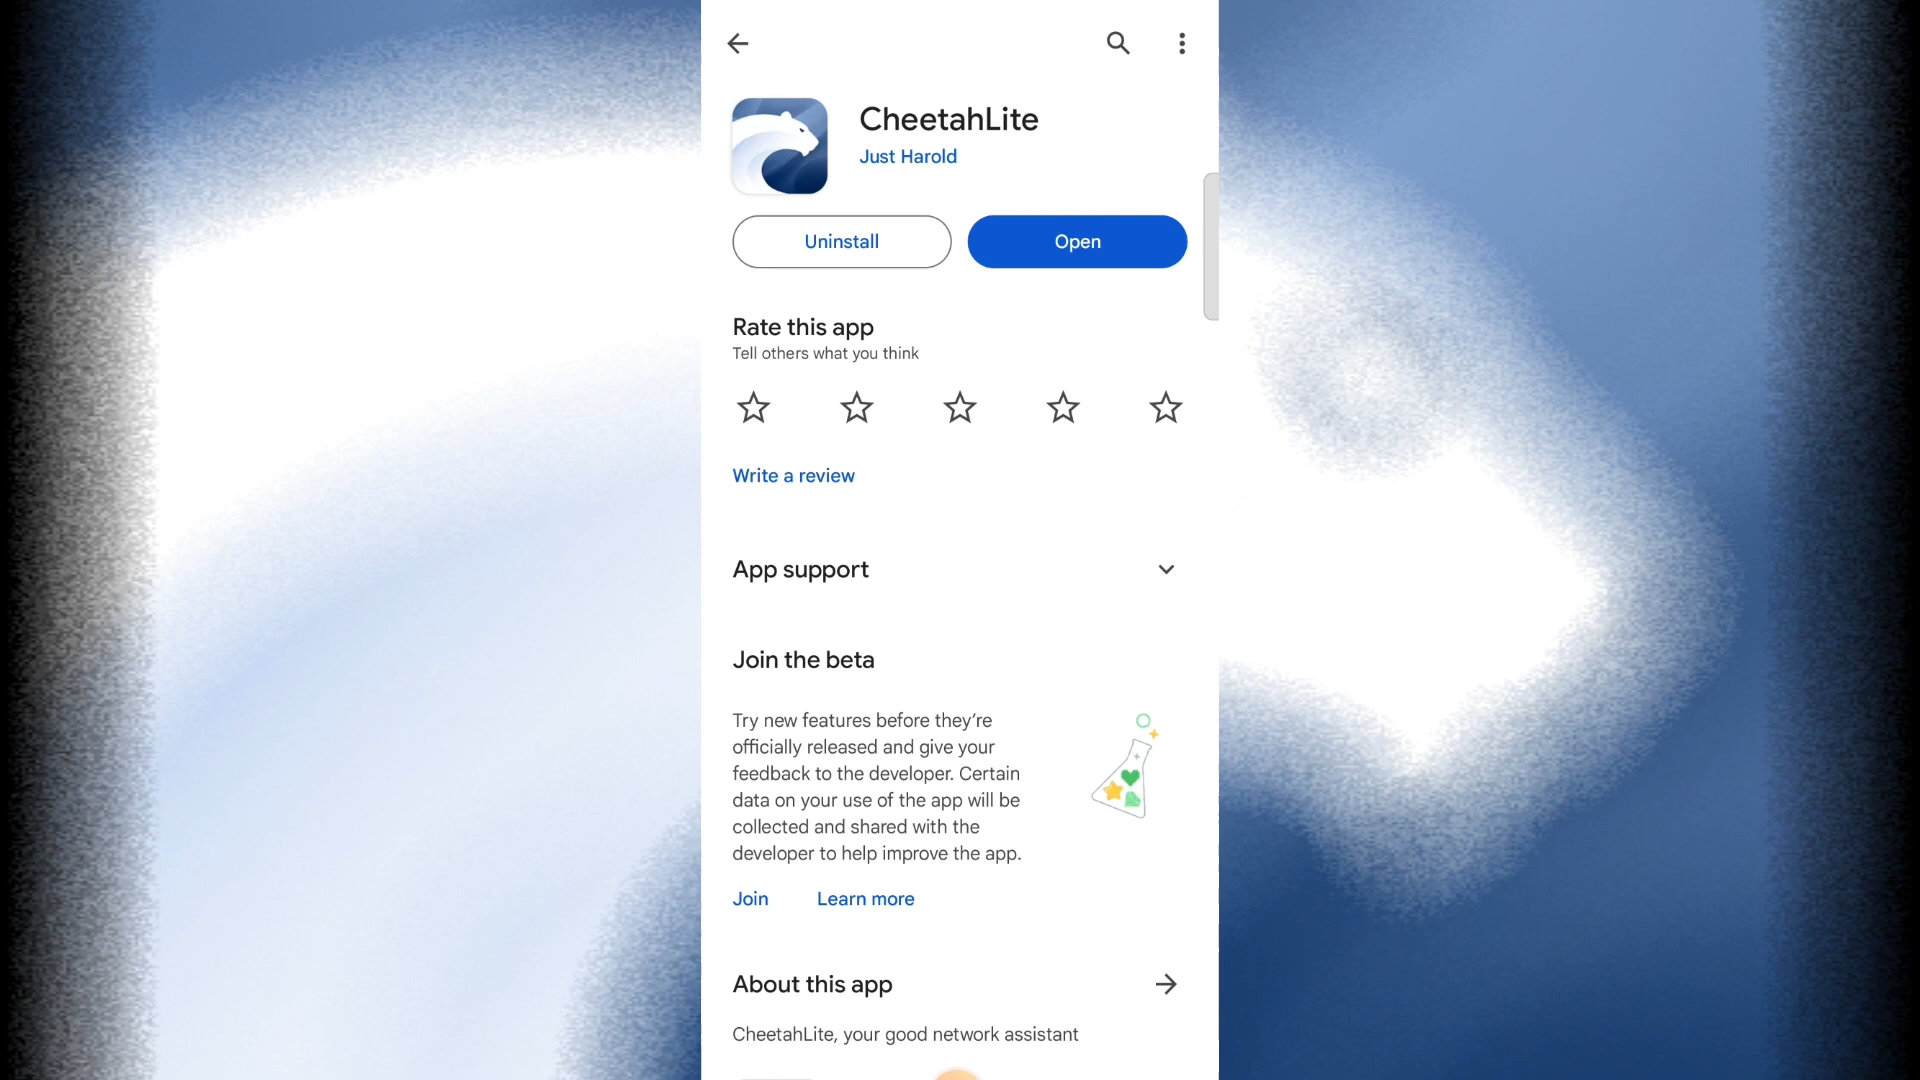 CheetahLite
Just Harold
Uninstall
Open
Rate this app
Tell others what you think
Write a review
App support
Join the beta
Try new features before they’re
officially released and give your
feedback to the developer. Certain
data on your use of the app will be
collected and shared with the
developer to help improve the app.
Join
Learn more
About this app
CheetahLite, your good network assistant